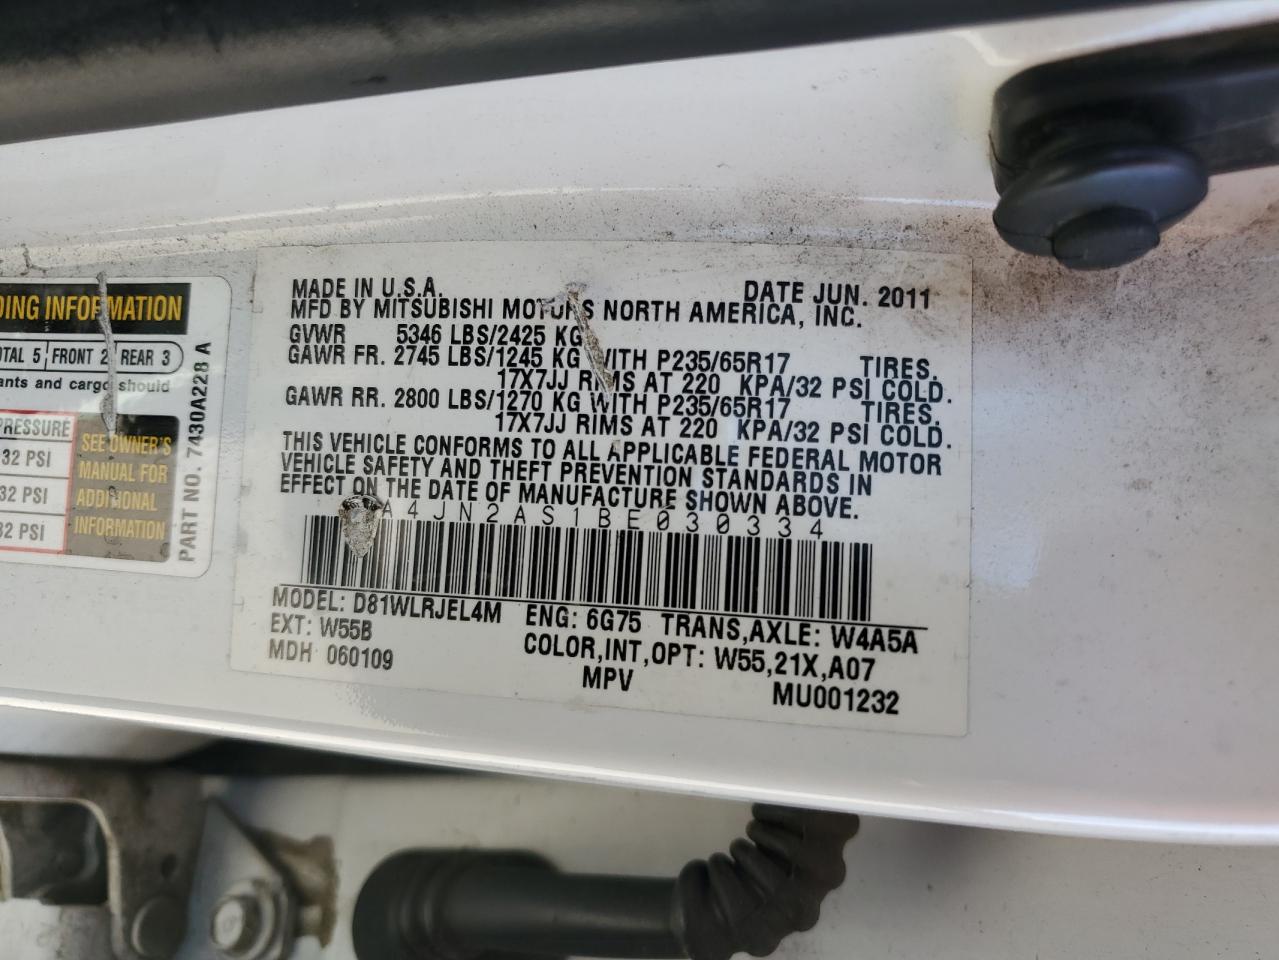 DING INFORMATION
OTAL 5 FRONT 2 REAR 3
ants and cargo should
PRESSURE
32 PSI
32 PSI
32 PSI
SEE OWNER'S
MANUAL FOR
ADDITIONAL
INFORMATION
PART NO. 7430A228 A
MADE IN U.S.A. DATE JUN. 2011
MFD BY MITSUBISHI MOTORS NORTH AMERICA, INC.
GVWR 5346 LBS/2425 KG
GAWR FR. 2745 LBS/1245 KG WITH P235/65R17 TIRES,
17X7JJ RIMS AT 220 KPA/32 PSI COLD.
GAWR RR. 2800 LBS/1270 KG WITH P235/65R17 TIRES.
17X7JJ RIMS AT 220 KPA/32 PSI COLD.
THIS VEHICLE CONFORMS TO ALL APPLICABLE FEDERAL MOTOR
VEHICLE SAFETY AND THEFT PREVENTION STANDARDS IN
EFFECT ON THE DATE OF MANUFACTURE SHOWN ABOVE.
A4JN2AS1BE030334
MODEL: D81WLRJEL4M ENG: 6G75 TRANS,AXLE: W4A5A
EXT: W55B COLOR,INT,OPT: W55,21X,A07
MDH 060109 MPV MU001232